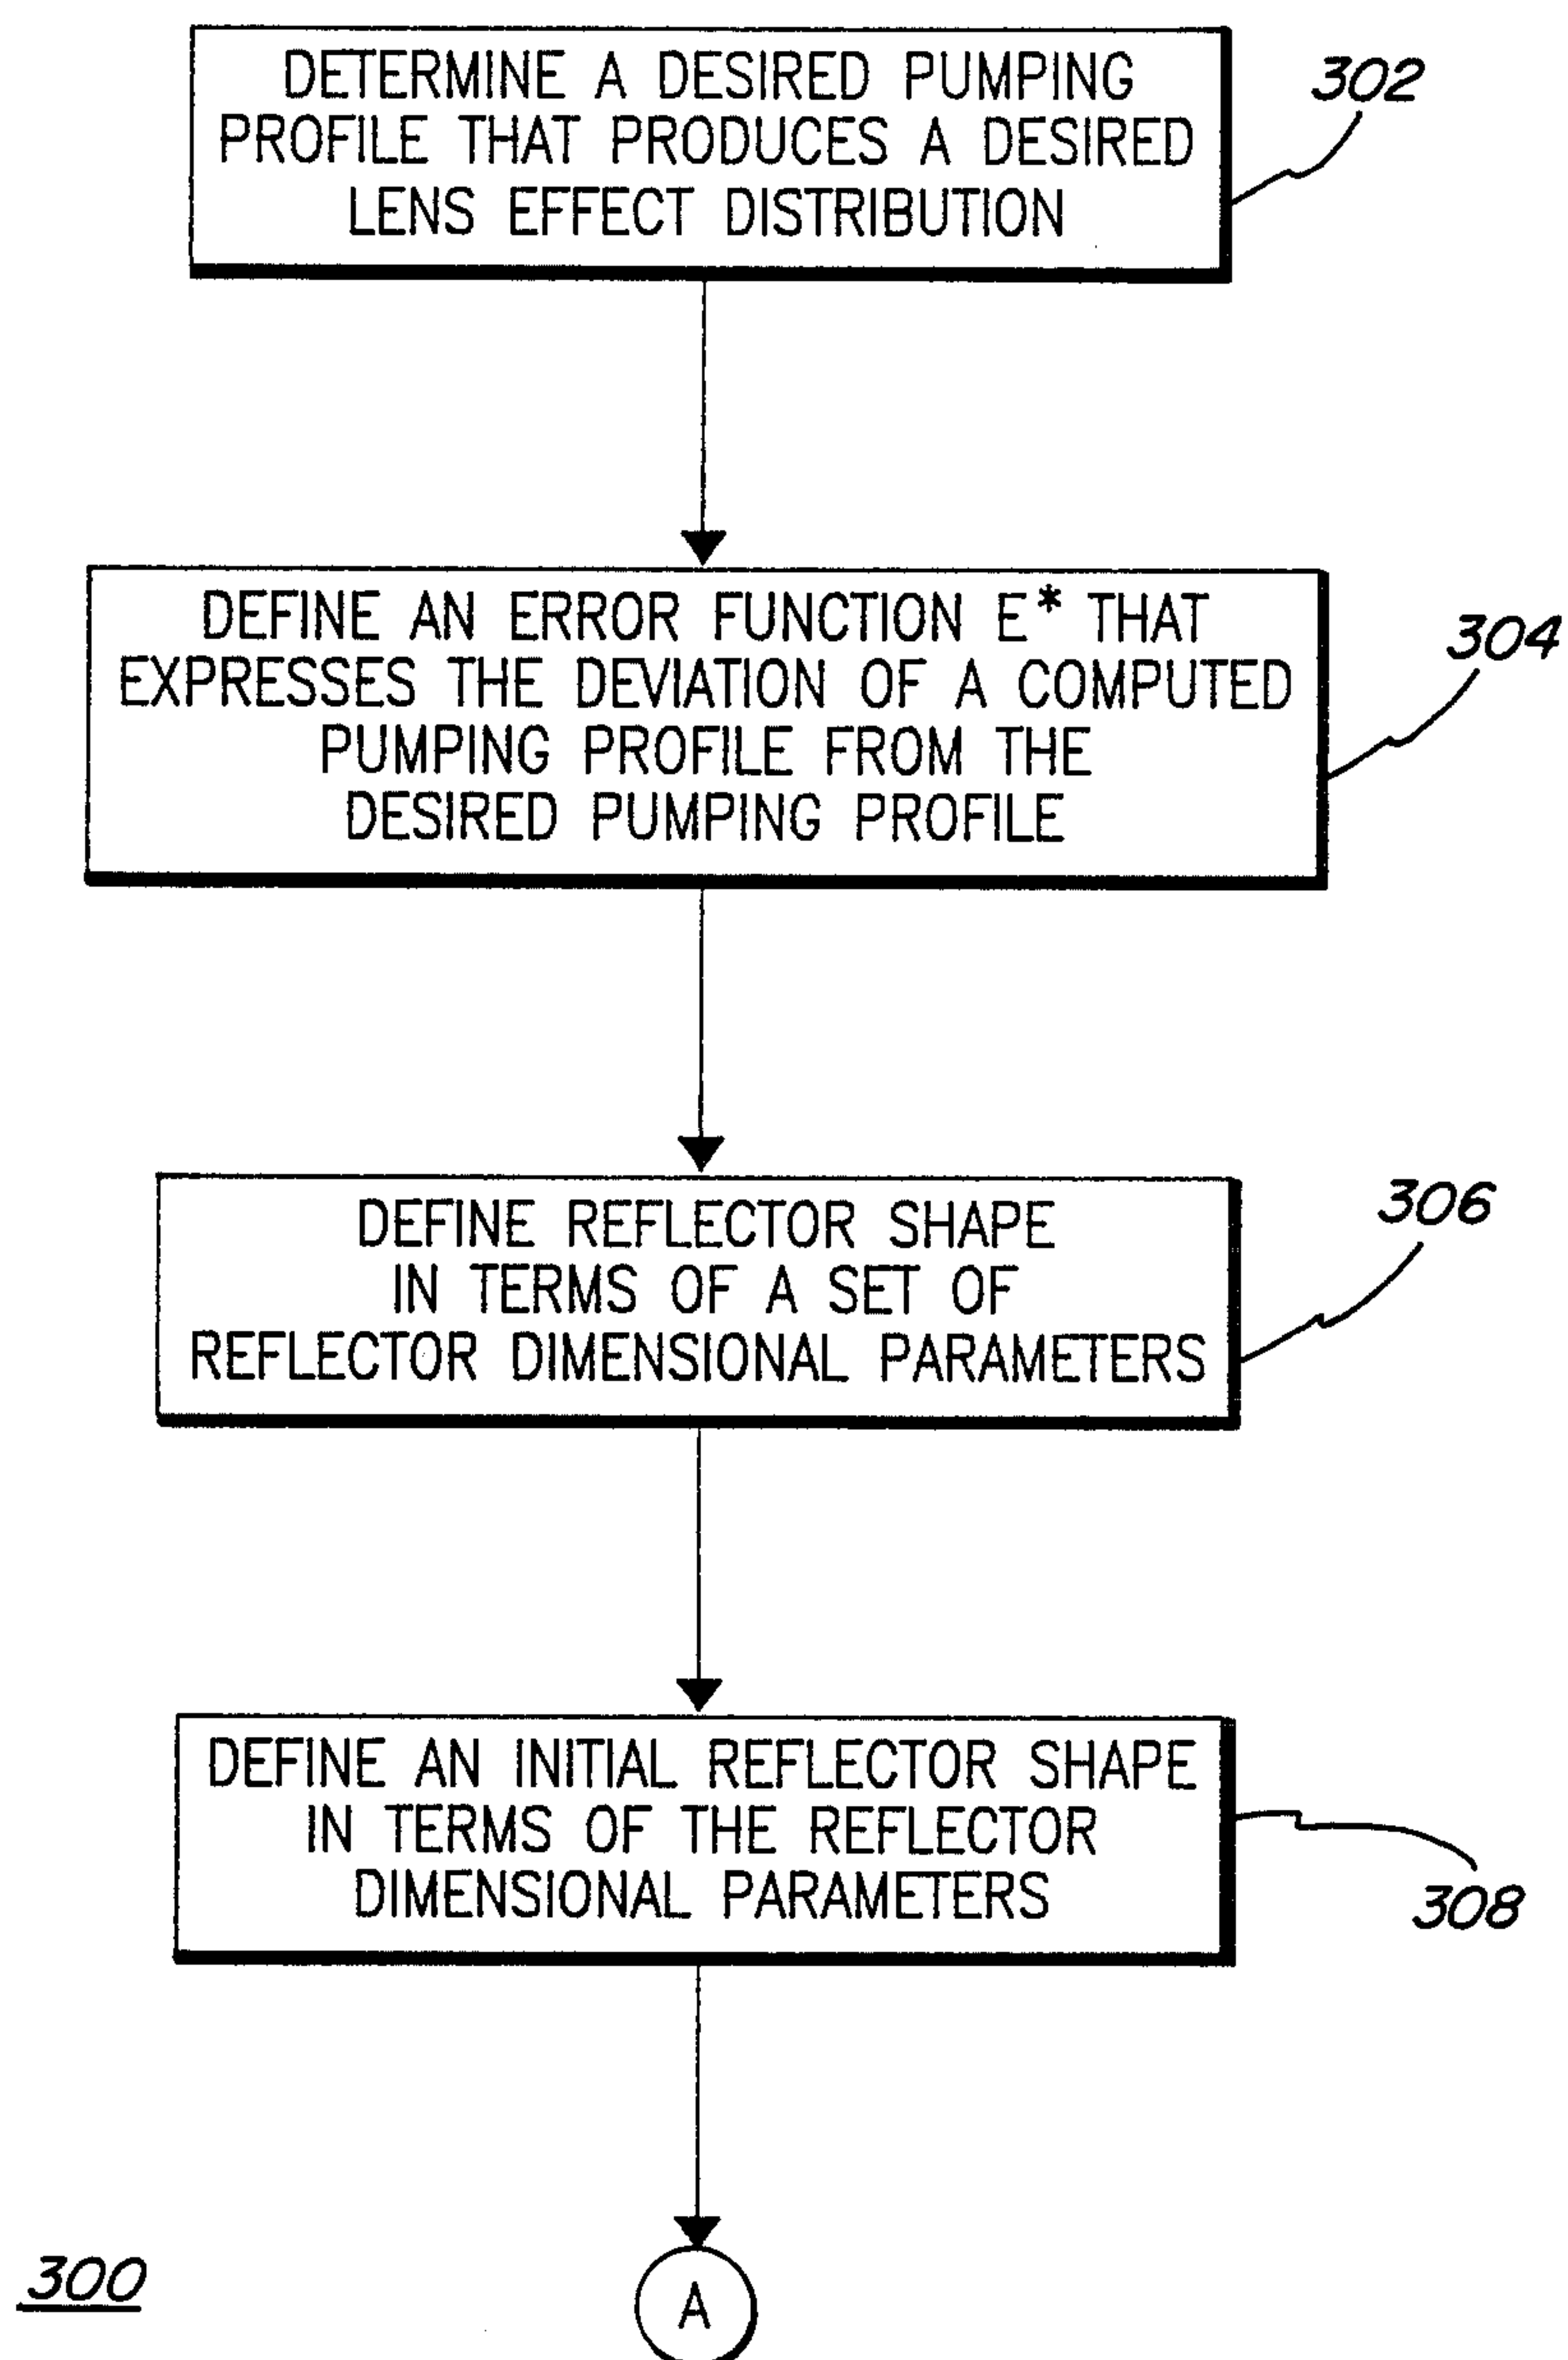 DETERMINE A DESIRED PUMPING
PROFILE THAT PRODUCES A DESIRED
LENS EFFECT DISTRIBUTION
302
DEFINE AN ERROR FUNCTION E* THAT
EXPRESSES THE DEVIATION OF A COMPUTED
PUMPING PROFILE FROM THE
DESIRED PUMPING PROFILE
304
DEFINE REFLECTOR SHAPE
IN TERMS OF A SET OF
REFLECTOR DIMENSIONAL PARAMETERS
306
DEFINE AN INITIAL REFLECTOR SHAPE
IN TERMS OF THE REFLECTOR
DIMENSIONAL PARAMETERS
308
300
A